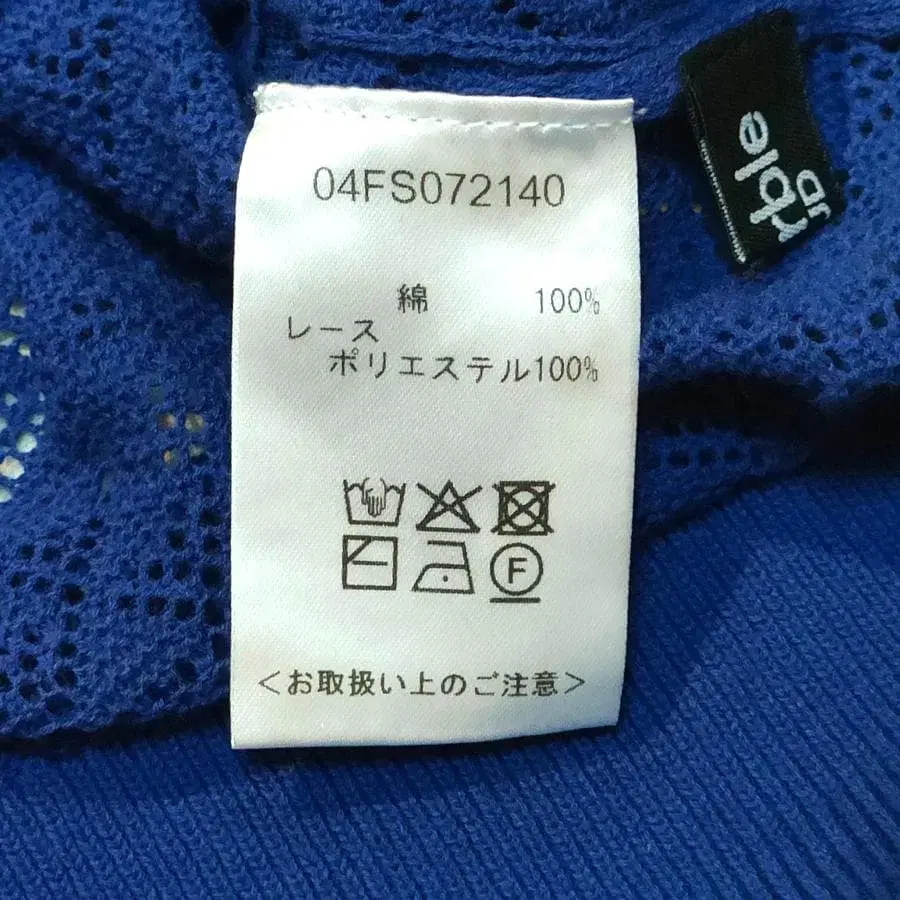 04FS072140
綿 100%
レース
ポリエステル100%
F
<お取扱い上のご注意>
ble